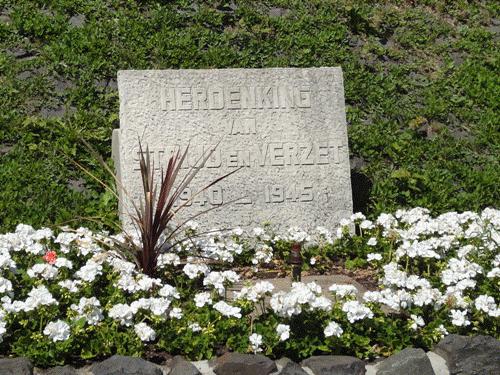 HERDENKING
VAN
STRIJD en VERZET
1940 - 1945